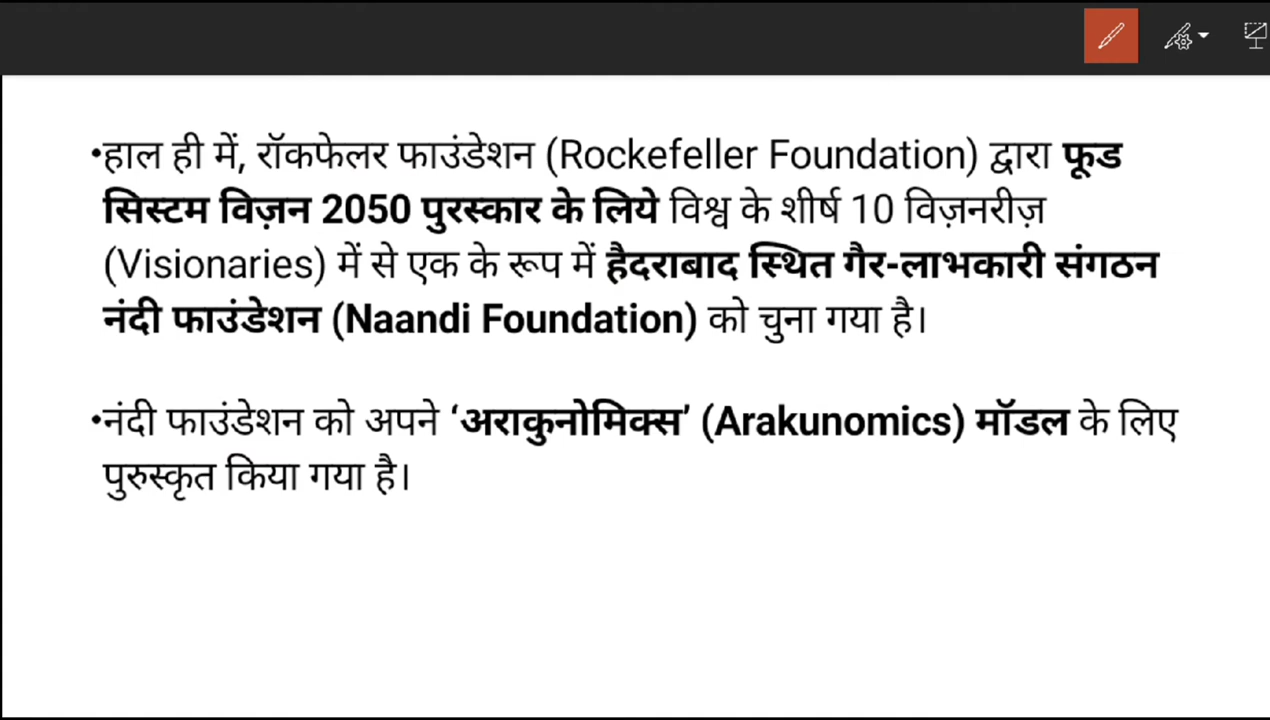 •हाल ही में, रॉकफेलर फाउंडेशन (Rockefeller Foundation) द्वारा फूड
सिस्टम विज़न 2050 पुरस्कार के लिये विश्व के शीर्ष 10 विज़नरीज़
(Visionaries) में से एक के रूप में हैदराबाद स्थित गैर-लाभकारी संगठन
नंदी फाउंडेशन (Naandi Foundation) को चुना गया है।
•नंदी फाउंडेशन को अपने ‘अराकुनोमिक्स’ (Arakunomics) मॉडल के लिए
पुरुस्कृत किया गया है।